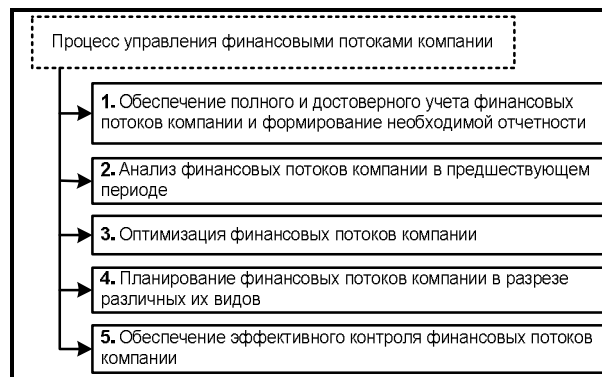 Процесс управления финансовыми потоками компании
1. Обеспечение полного и достоверного учета финансовых
потоков компании и формирование необходимой отчетности
2. Анализ финансовых потоков компании в предшествующем
периоде
3. Оптимизация финансовых потоков компании
4. Планирование финансовых потоков компании в разрезе
различных их видов
5. Обеспечение эффективного контроля финансовых потоков
компании